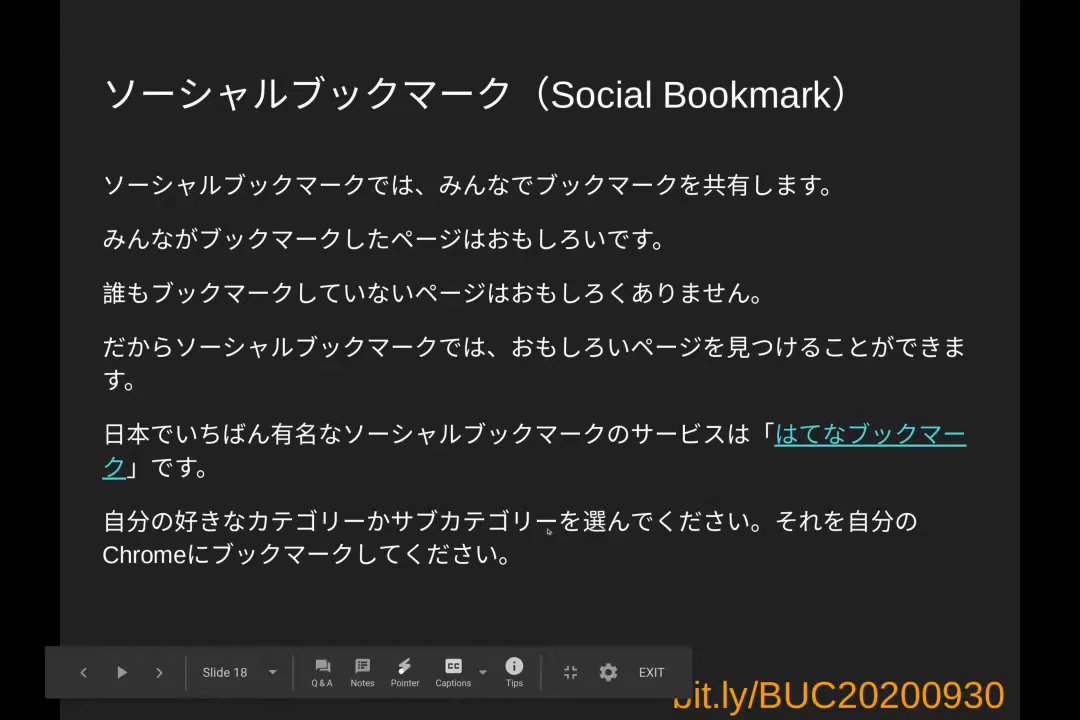 ソーシャルブックマーク（Social Bookmark）
ソーシャルブックマークでは、みんなでブックマークを共有します。
みんながブックマークしたページはおもしろいです。
誰もブックマークしていないページはおもしろくありません。
だからソーシャルブックマークでは、おもしろいページを見つけることができま
す。
日本でいちばん有名なソーシャルブックマークのサービスは「はてなブックマー
ク」です。
自分の好きなカテゴリーかサブカテゴリーを選んでください。それを自分の
Chromeにブックマークしてください。
Slide 18
Q & A Notes Pointer CC Captions Tips EXIT
bit.ly/BUC20200930